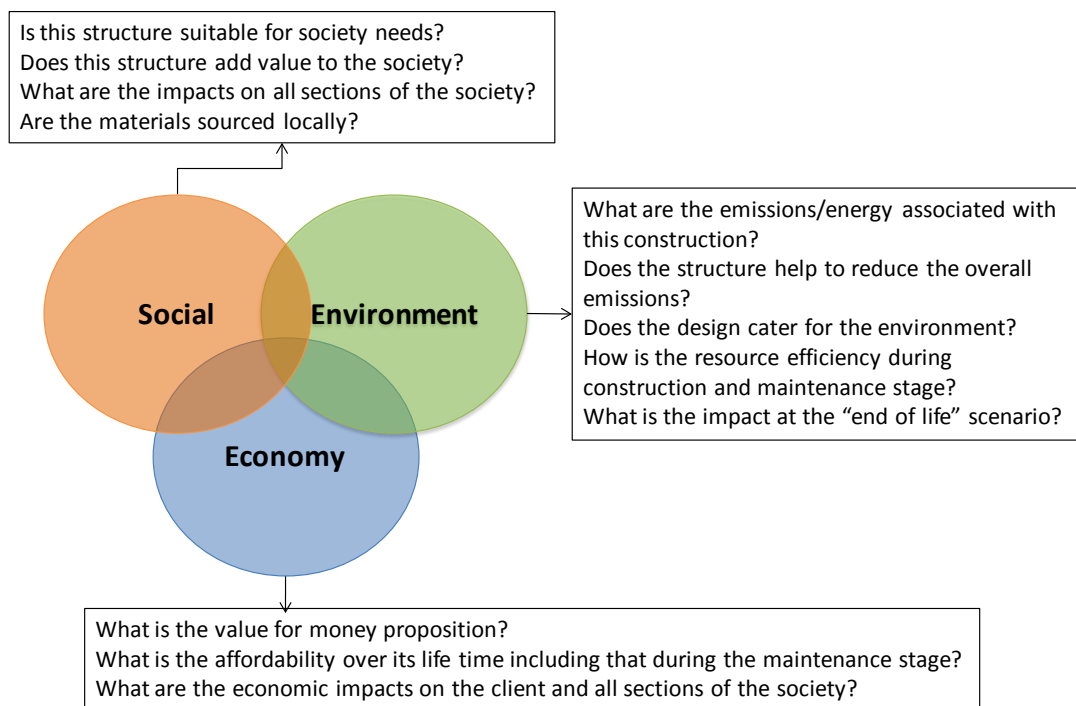 Is this structure suitable for society needs?
Does this structure add value to the society?
What are the impacts on all sections of the society?
Are the materials sourced locally?
What are the emissions/energy associated with
this construction?
Does the structure help to reduce the overall
emissions?
Does the design cater for the environment?
How is the resource efficiency during
construction and maintenance stage?
What is the impact at the “end of life” scenario?
Social
Environment
Economy
What is the value for money proposition?
What is the affordability over its life time including that during the maintenance stage?
What are the economic impacts on the client and all sections of the society?